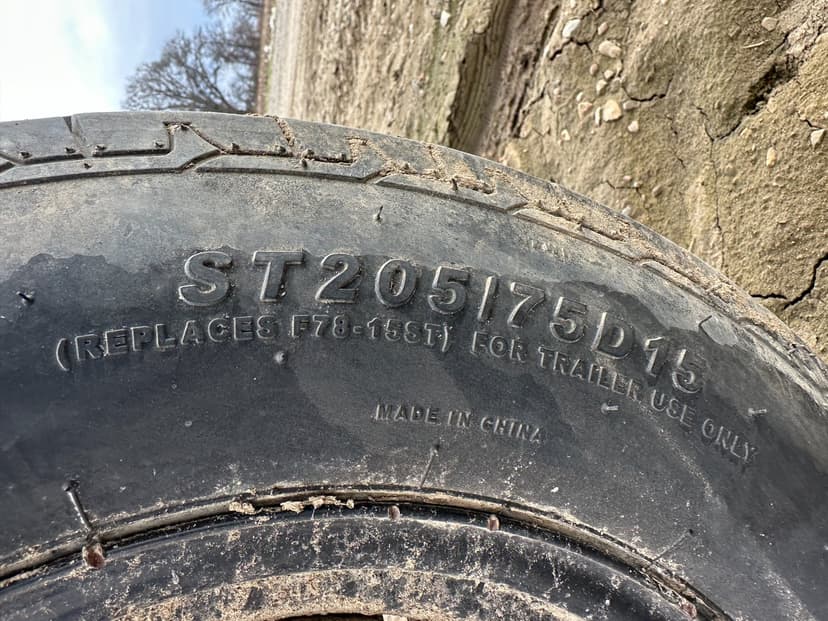 ST205/75D15
(REPLACES F78-15ST) FOR TRAILER USE ONLY
MADE IN CHINA